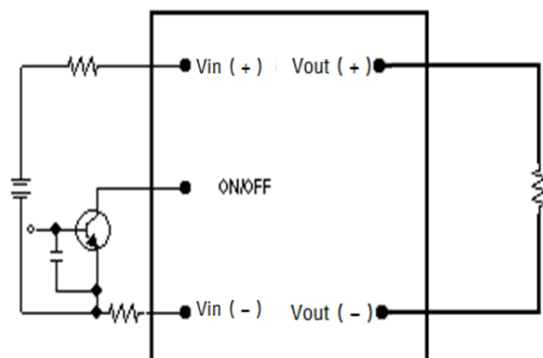 Vin ( + ) Vout ( + )
ON/OFF
Vin ( − ) Vout ( − )